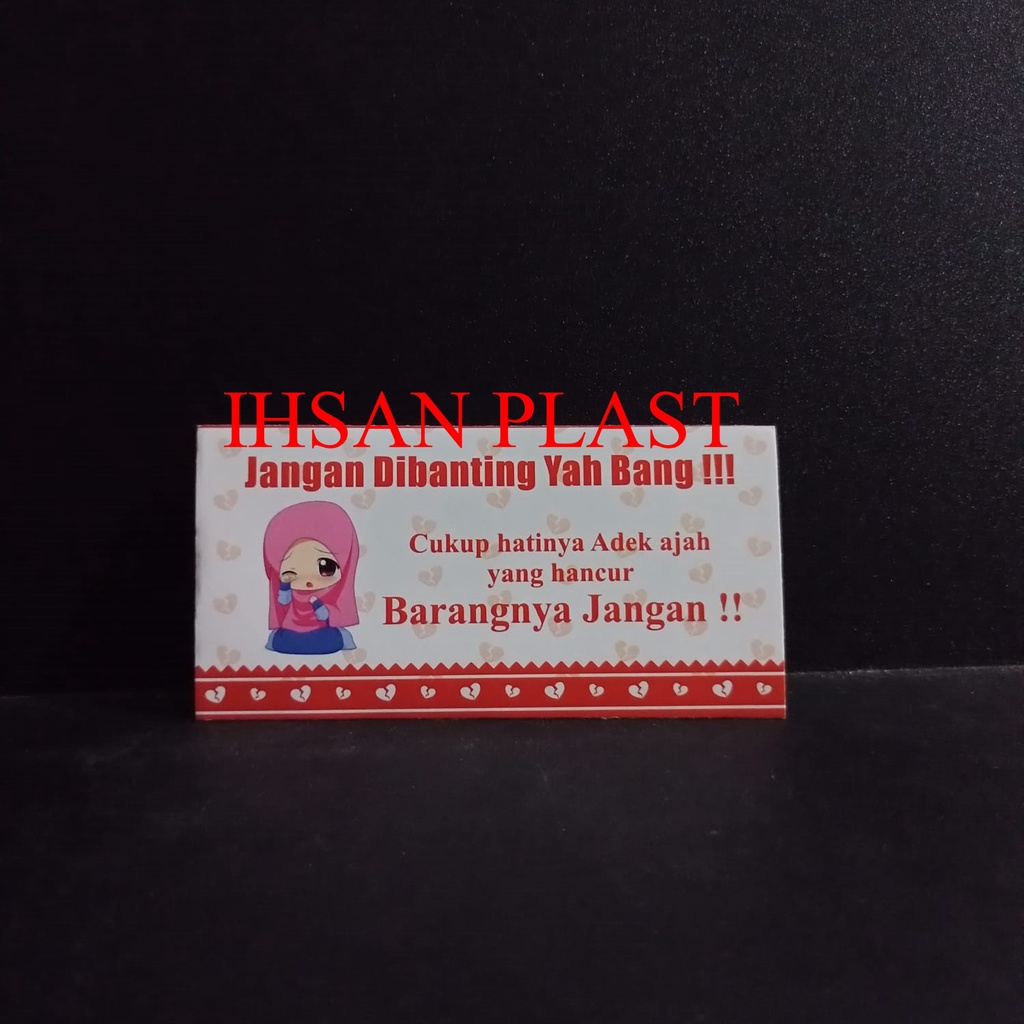 IHSAN PLAST
Jangan Dibanting Yah Bang !!!
Cukup hatinya Adek ajah
yang hancur
Barangnya Jangan !!